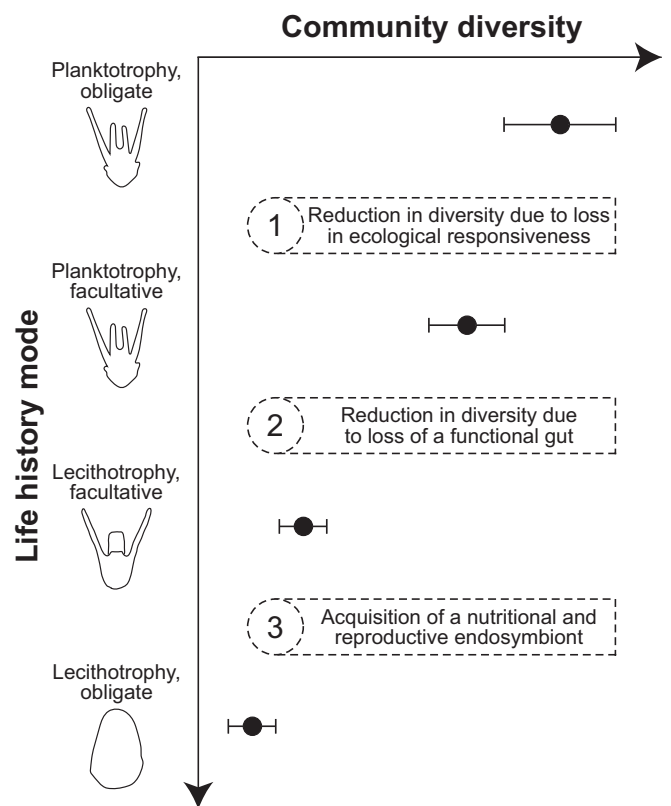 Community diversity
Planktotrophy,
obligate
1
Reduction in diversity due to loss
in ecological responsiveness
Planktotrophy,
facultative
2
Reduction in diversity due
to loss of a functional gut
Life history mode
Lecithotrophy,
facultative
3
Acquisition of a nutritional and
reproductive endosymbiont
Lecithotrophy,
obligate